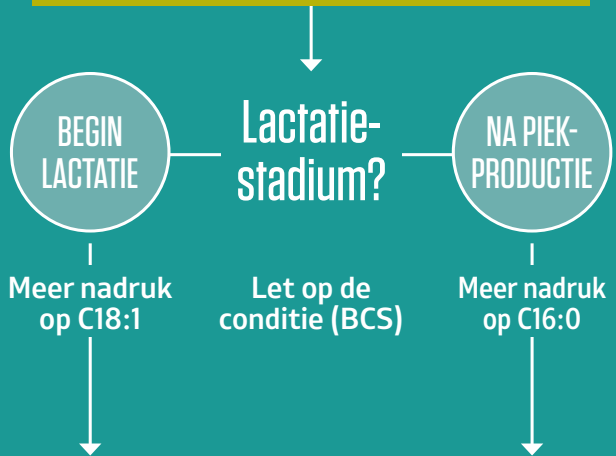 BEGIN
LACTATIE
Lactatie-
stadium?
NA PIEK-
PRODUCTIE
Meer nadruk
op C18:1
Let op de
conditie (BCS)
Meer nadruk
op C16:0